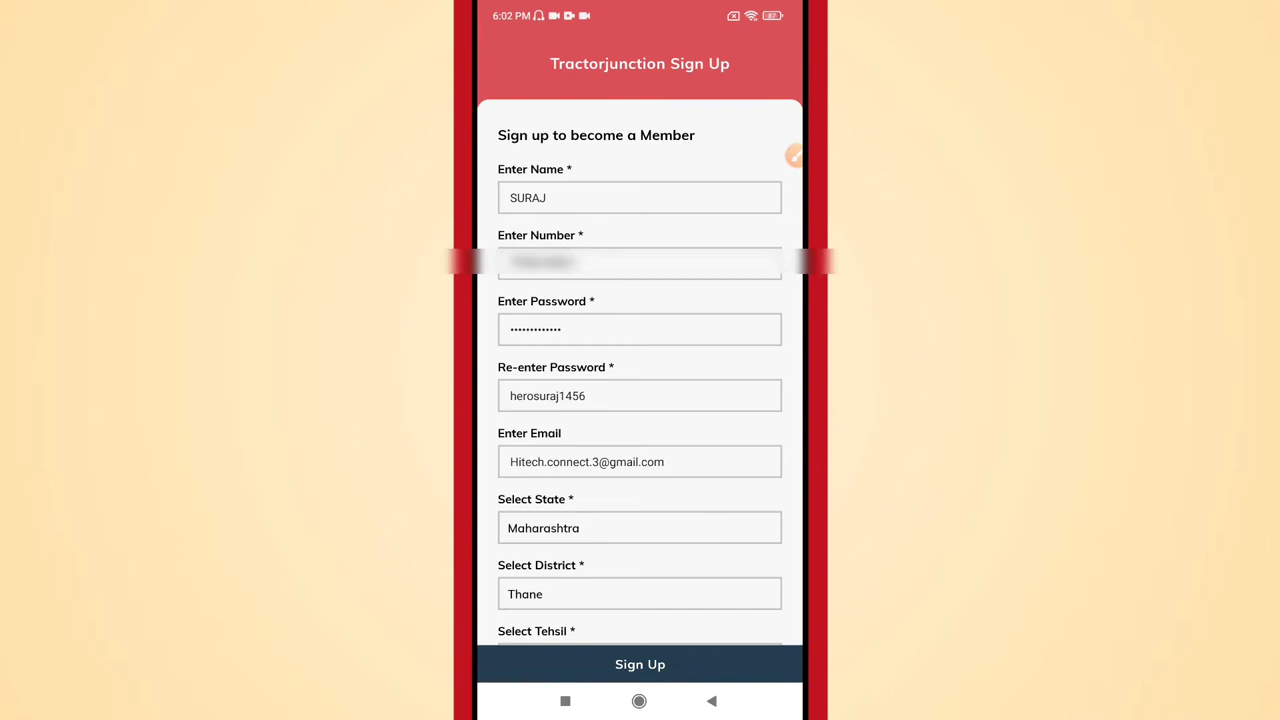 6:02 PM
87
Tractorjunction Sign Up
Sign up to become a Member
Enter Name *
SURAJ
Enter Number *
Enter Password *
•••••••••••••
Re-enter Password *
herosuraj1456
Enter Email
Hitech.connect.3@gmail.com
Select State *
Maharashtra
Select District *
Thane
Select Tehsil *
Sign Up